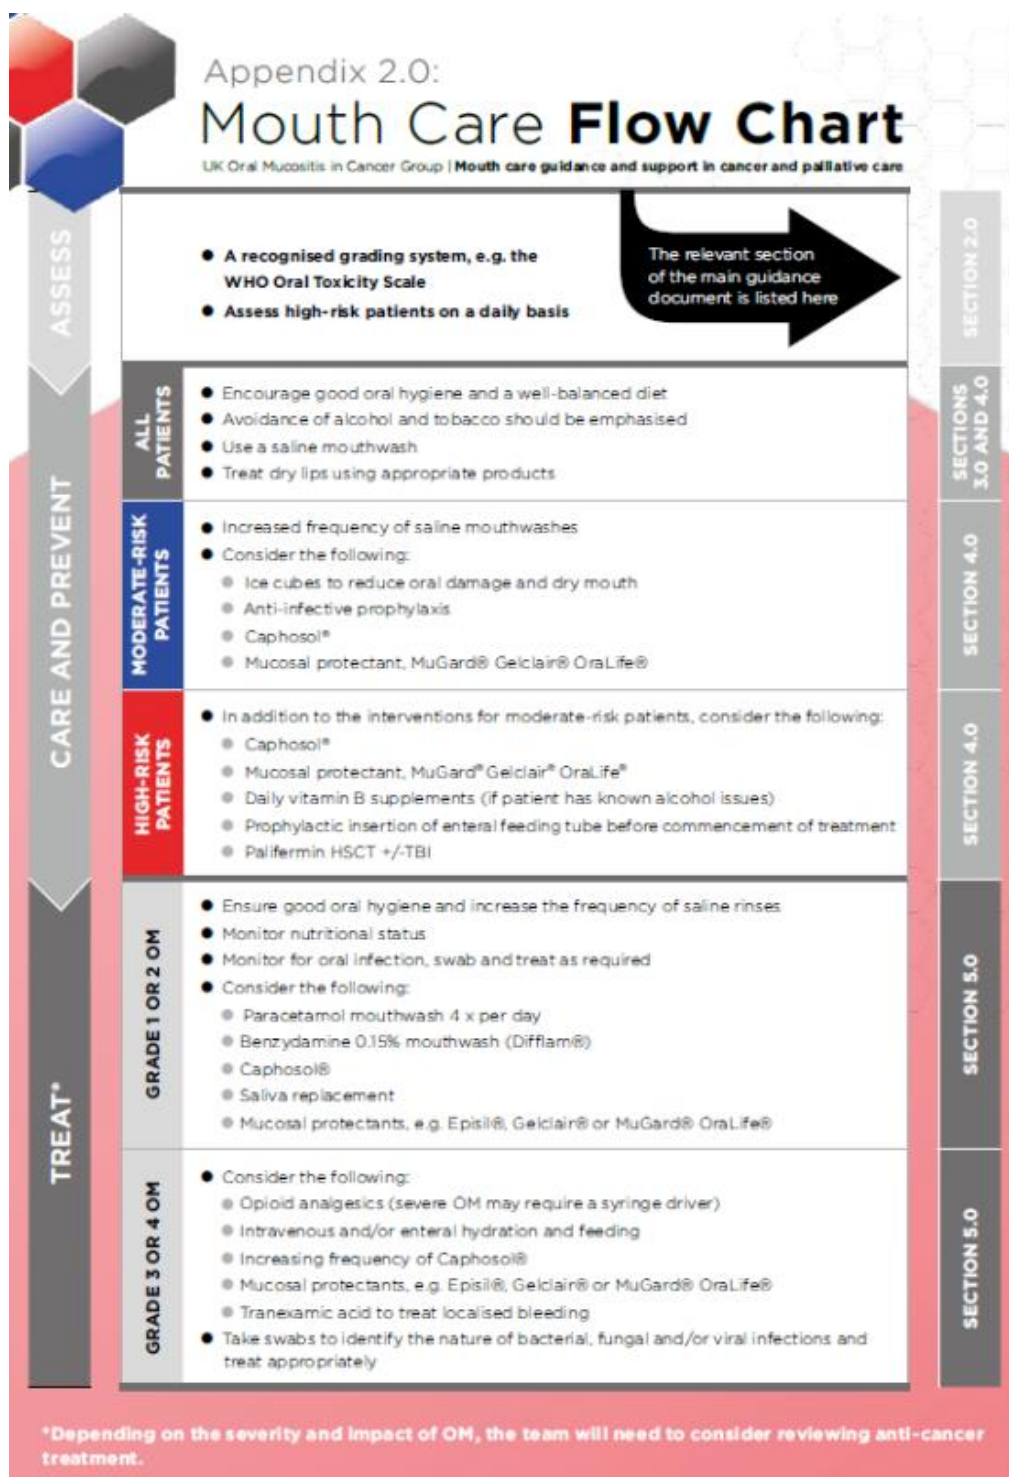 Appendix 2.0:
Mouth Care Flow Chart
UK Oral Mucositis in Cancer Group | Mouth care guidance and support in cancer and palliative care
ASSESS
● A recognised grading system, e.g. the
WHO Oral Toxicity Scale
● Assess high-risk patients on a daily basis
The relevant section
of the main guidance
document is listed here
SECTION 2.0
CARE AND PREVENT
ALL
PATIENTS
● Encourage good oral hygiene and a well-balanced diet
● Avoidance of alcohol and tobacco should be emphasised
● Use a saline mouthwash
● Treat dry lips using appropriate products
SECTIONS
3.0 AND 4.0
MODERATE-RISK
PATIENTS
● Increased frequency of saline mouthwashes
● Consider the following:
● Ice cubes to reduce oral damage and dry mouth
● Anti-infective prophylaxis
● Caphosol®
● Mucosal protectant, MuGard® Gelclair® OraLife®
SECTION 4.0
HIGH-RISK
PATIENTS
● In addition to the interventions for moderate-risk patients, consider the following:
● Caphosol®
● Mucosal protectant, MuGard® Gelclair® OraLife®
● Daily vitamin B supplements (if patient has known alcohol issues)
● Prophylactic insertion of enteral feeding tube before commencement of treatment
● Palifermin HSCT +/-TBI
SECTION 4.0
TREAT*
GRADE 1 OR 2 OM
● Ensure good oral hygiene and increase the frequency of saline rinses
● Monitor nutritional status
● Monitor for oral infection, swab and treat as required
● Consider the following:
● Paracetamol mouthwash 4 x per day
● Benzydamine 0.15% mouthwash (Difflam®)
● Caphosol®
● Saliva replacement
● Mucosal protectants, e.g. Episil®, Gelclair® or MuGard® OraLife®
SECTION 5.0
GRADE 3 OR 4 OM
● Consider the following:
● Opioid analgesics (severe OM may require a syringe driver)
● Intravenous and/or enteral hydration and feeding
● Increasing frequency of Caphosol®
● Mucosal protectants, e.g. Episil®, Gelclair® or MuGard® OraLife®
● Tranexamic acid to treat localised bleeding
● Take swabs to identify the nature of bacterial, fungal and/or viral infections and
treat appropriately
SECTION 5.0
*Depending on the severity and impact of OM, the team will need to consider reviewing anti-cancer
treatment.